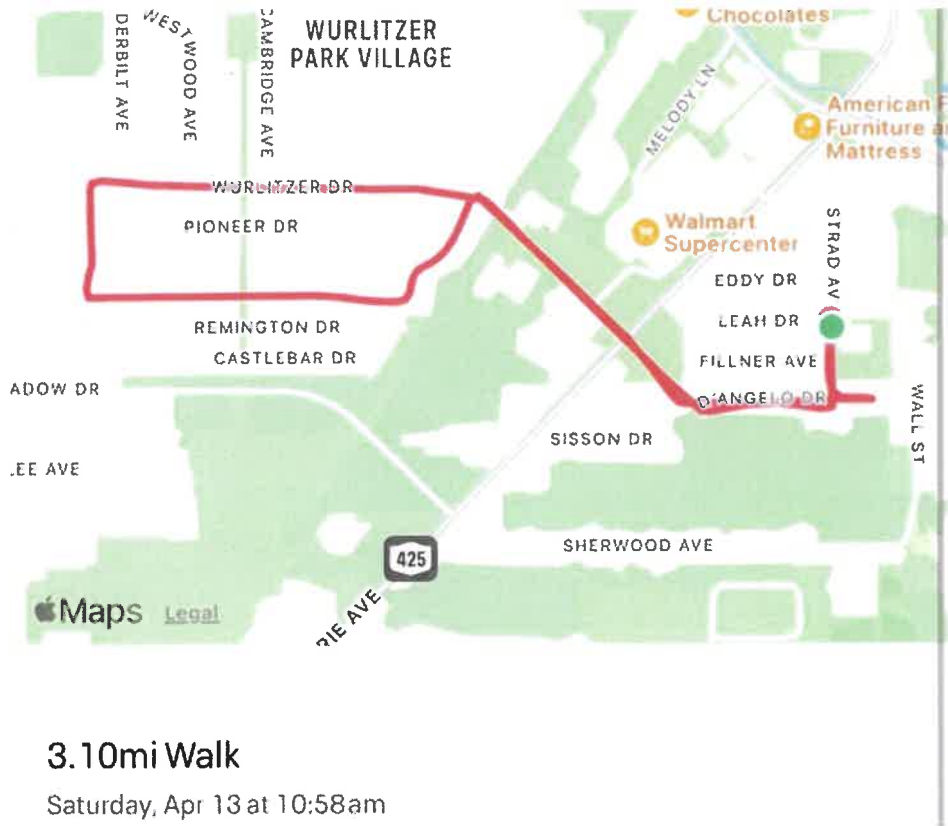 Chocolates
WURLITZER
PARK VILLAGE
DERBILT AVE
WESTWOOD AVE
CAMBRIDGE AVE
MELODY LN
American F
Furniture a
Mattress
WURLITZER DR
PIONEER DR
Walmart
Supercenter
STRAD AV
EDDY DR
LEAH DR
REMINGTON DR
CASTLEBAR DR
FILLNER AVE
ADOW DR
D'ANGELO DR
WALL ST
SISSON DR
EE AVE
SHERWOOD AVE
425
RIE AVE
Maps Legal
3.10mi Walk
Saturday, Apr 13 at 10:58am